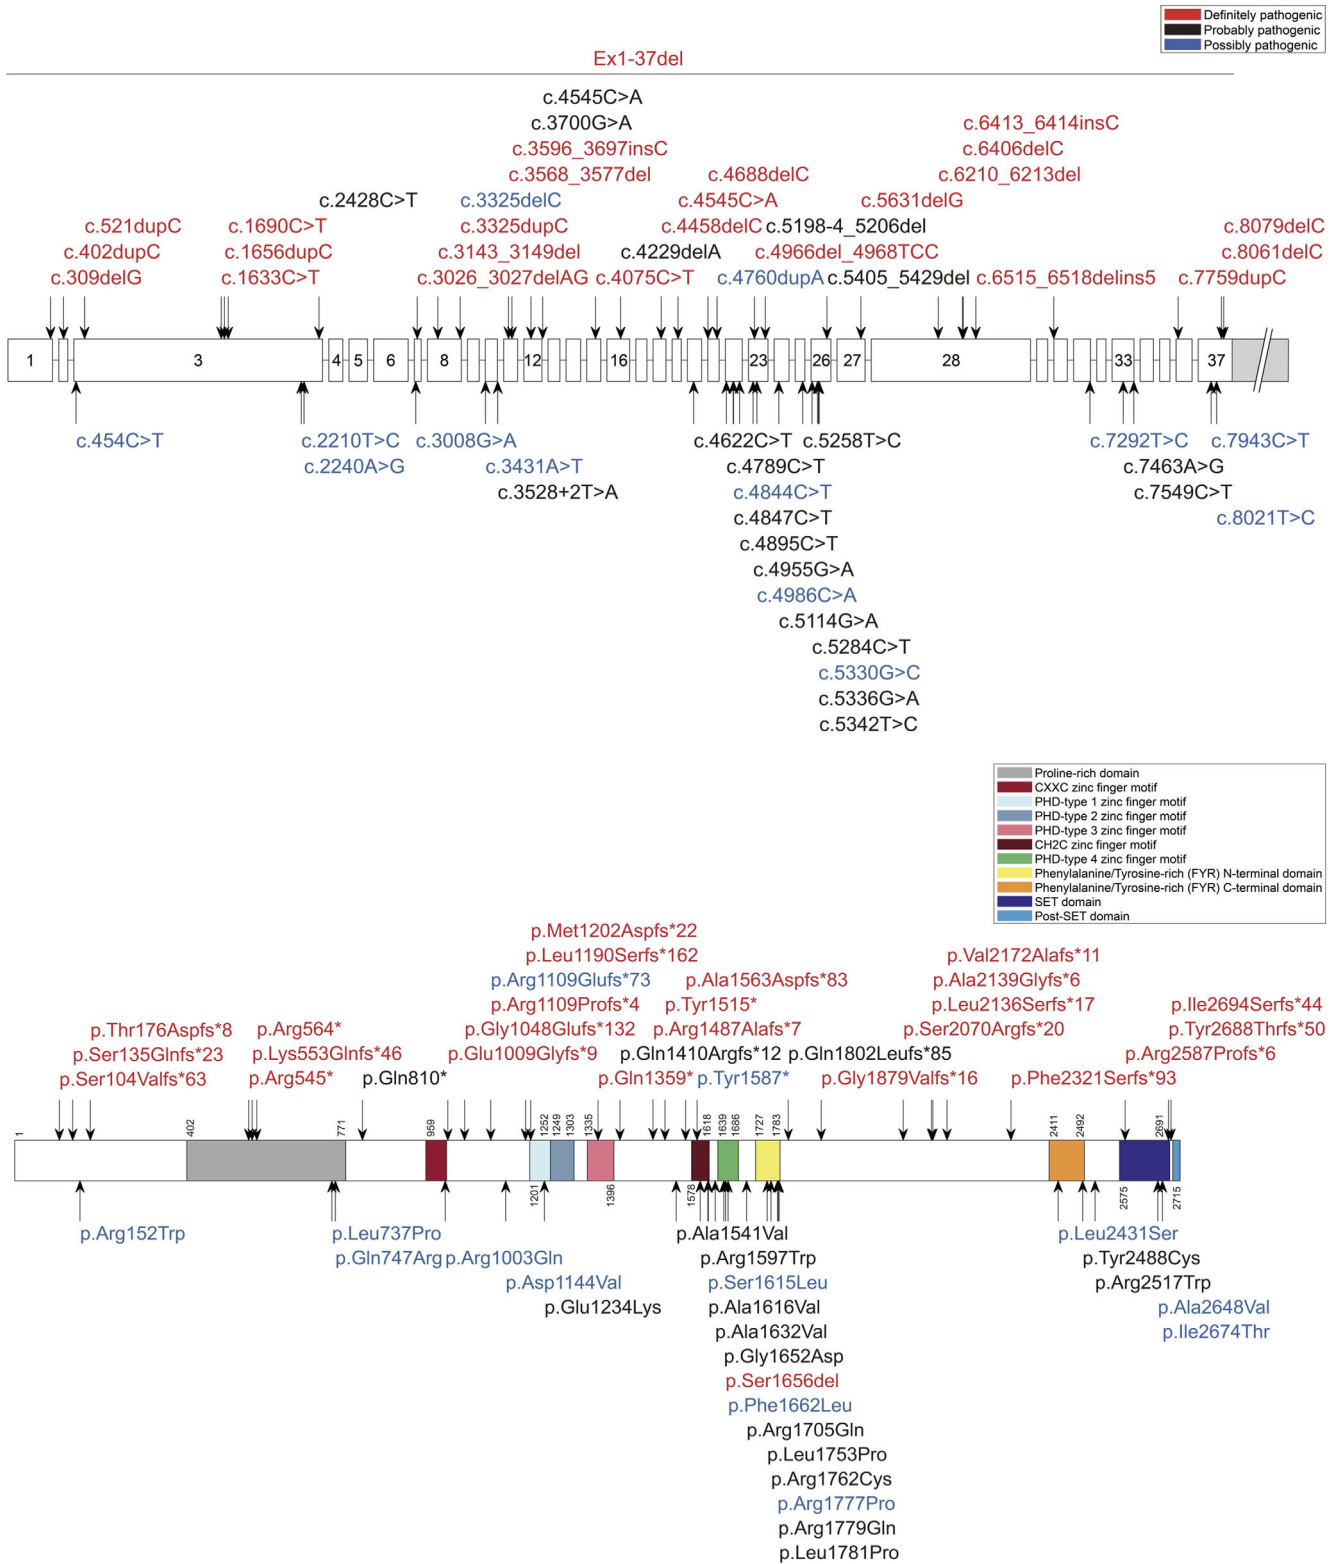 Definitely pathogenic
Probably pathogenic
Possibly pathogenic
Ex1-37del
c.4545C>A
c.3700G>A c.6413_6414insC
c.3596_3697insC c.6406delC
c.3568_3577del c.4688delC c.6210_6213del
c.2428C>T c.3325delC c.4545C>A c.5631delG
c.521dupC c.1690C>T c.3325dupC c.4458delC c.5198-4_5206del c.8079delC
c.402dupC c.1656dupC c.3143_3149del c.4229delA c.4966del_4968TCC c.8061delC
c.309delG c.1633C>T c.3026_3027delAG c.4075C>T c.4760dupA c.5405_5429del c.6515_6518delins5 c.7759dupC
1 3 4 5 6 8 12 16 23 26 27 28 33 37
c.454C>T c.2210T>C c.3008G>A c.4622C>T c.5258T>C c.7292T>C c.7943C>T
c.2240A>G c.3431A>T c.4789C>T c.7463A>G
c.3528+2T>A c.4844C>T c.7549C>T
c.4847C>T c.8021T>C
c.4895C>T
c.4955G>A
c.4986C>A
c.5114G>A
c.5284C>T
c.5330G>C
c.5336G>A
c.5342T>C
Proline-rich domain
CXXC zinc finger motif
PHD-type 1 zinc finger motif
PHD-type 2 zinc finger motif
PHD-type 3 zinc finger motif
CH2C zinc finger motif
PHD-type 4 zinc finger motif
Phenylalanine/Tyrosine-rich (FYR) N-terminal domain
Phenylalanine/Tyrosine-rich (FYR) C-terminal domain
SET domain
Post-SET domain
p.Met1202Aspfs*22
p.Leu1190Serfs*162 p.Val2172Alafs*11
p.Arg1109Glufs*73 p.Ala1563Aspfs*83 p.Ala2139Glyfs*6
p.Arg1109Profs*4 p.Tyr1515* p.Leu2136Serfs*17 p.Ile2694Serfs*44
p.Thr176Aspfs*8 p.Arg564* p.Gly1048Glufs*132 p.Arg1487Alafs*7 p.Ser2070Argfs*20 p.Tyr2688Thrfs*50
p.Ser135Glnfs*23 p.Lys553Glnfs*46 p.Glu1009Glyfs*9 p.Gln1410Argfs*12 p.Gln1802Leufs*85 p.Arg2587Profs*6
p.Ser104Valfs*63 p.Arg545* p.Gln810* p.Gln1359* p.Tyr1587* p.Gly1879Valfs*16 p.Phe2321Serfs*93
1 402 771 959 1252 1249 1303 1335 1618 1639 1686 1727 1783 2411 2492 2691
1201 1396 1578 2575 2715
p.Arg152Trp p.Leu737Pro p.Ala1541Val p.Leu2431Ser
p.Gln747Arg p.Arg1003Gln p.Arg1597Trp p.Tyr2488Cys
p.Asp1144Val p.Ser1615Leu p.Arg2517Trp
p.Glu1234Lys p.Ala1616Val p.Ala2648Val
p.Ala1632Val p.Ile2674Thr
p.Gly1652Asp
p.Ser1656del
p.Phe1662Leu
p.Arg1705Gln
p.Leu1753Pro
p.Arg1762Cys
p.Arg1777Pro
p.Arg1779Gln
p.Leu1781Pro